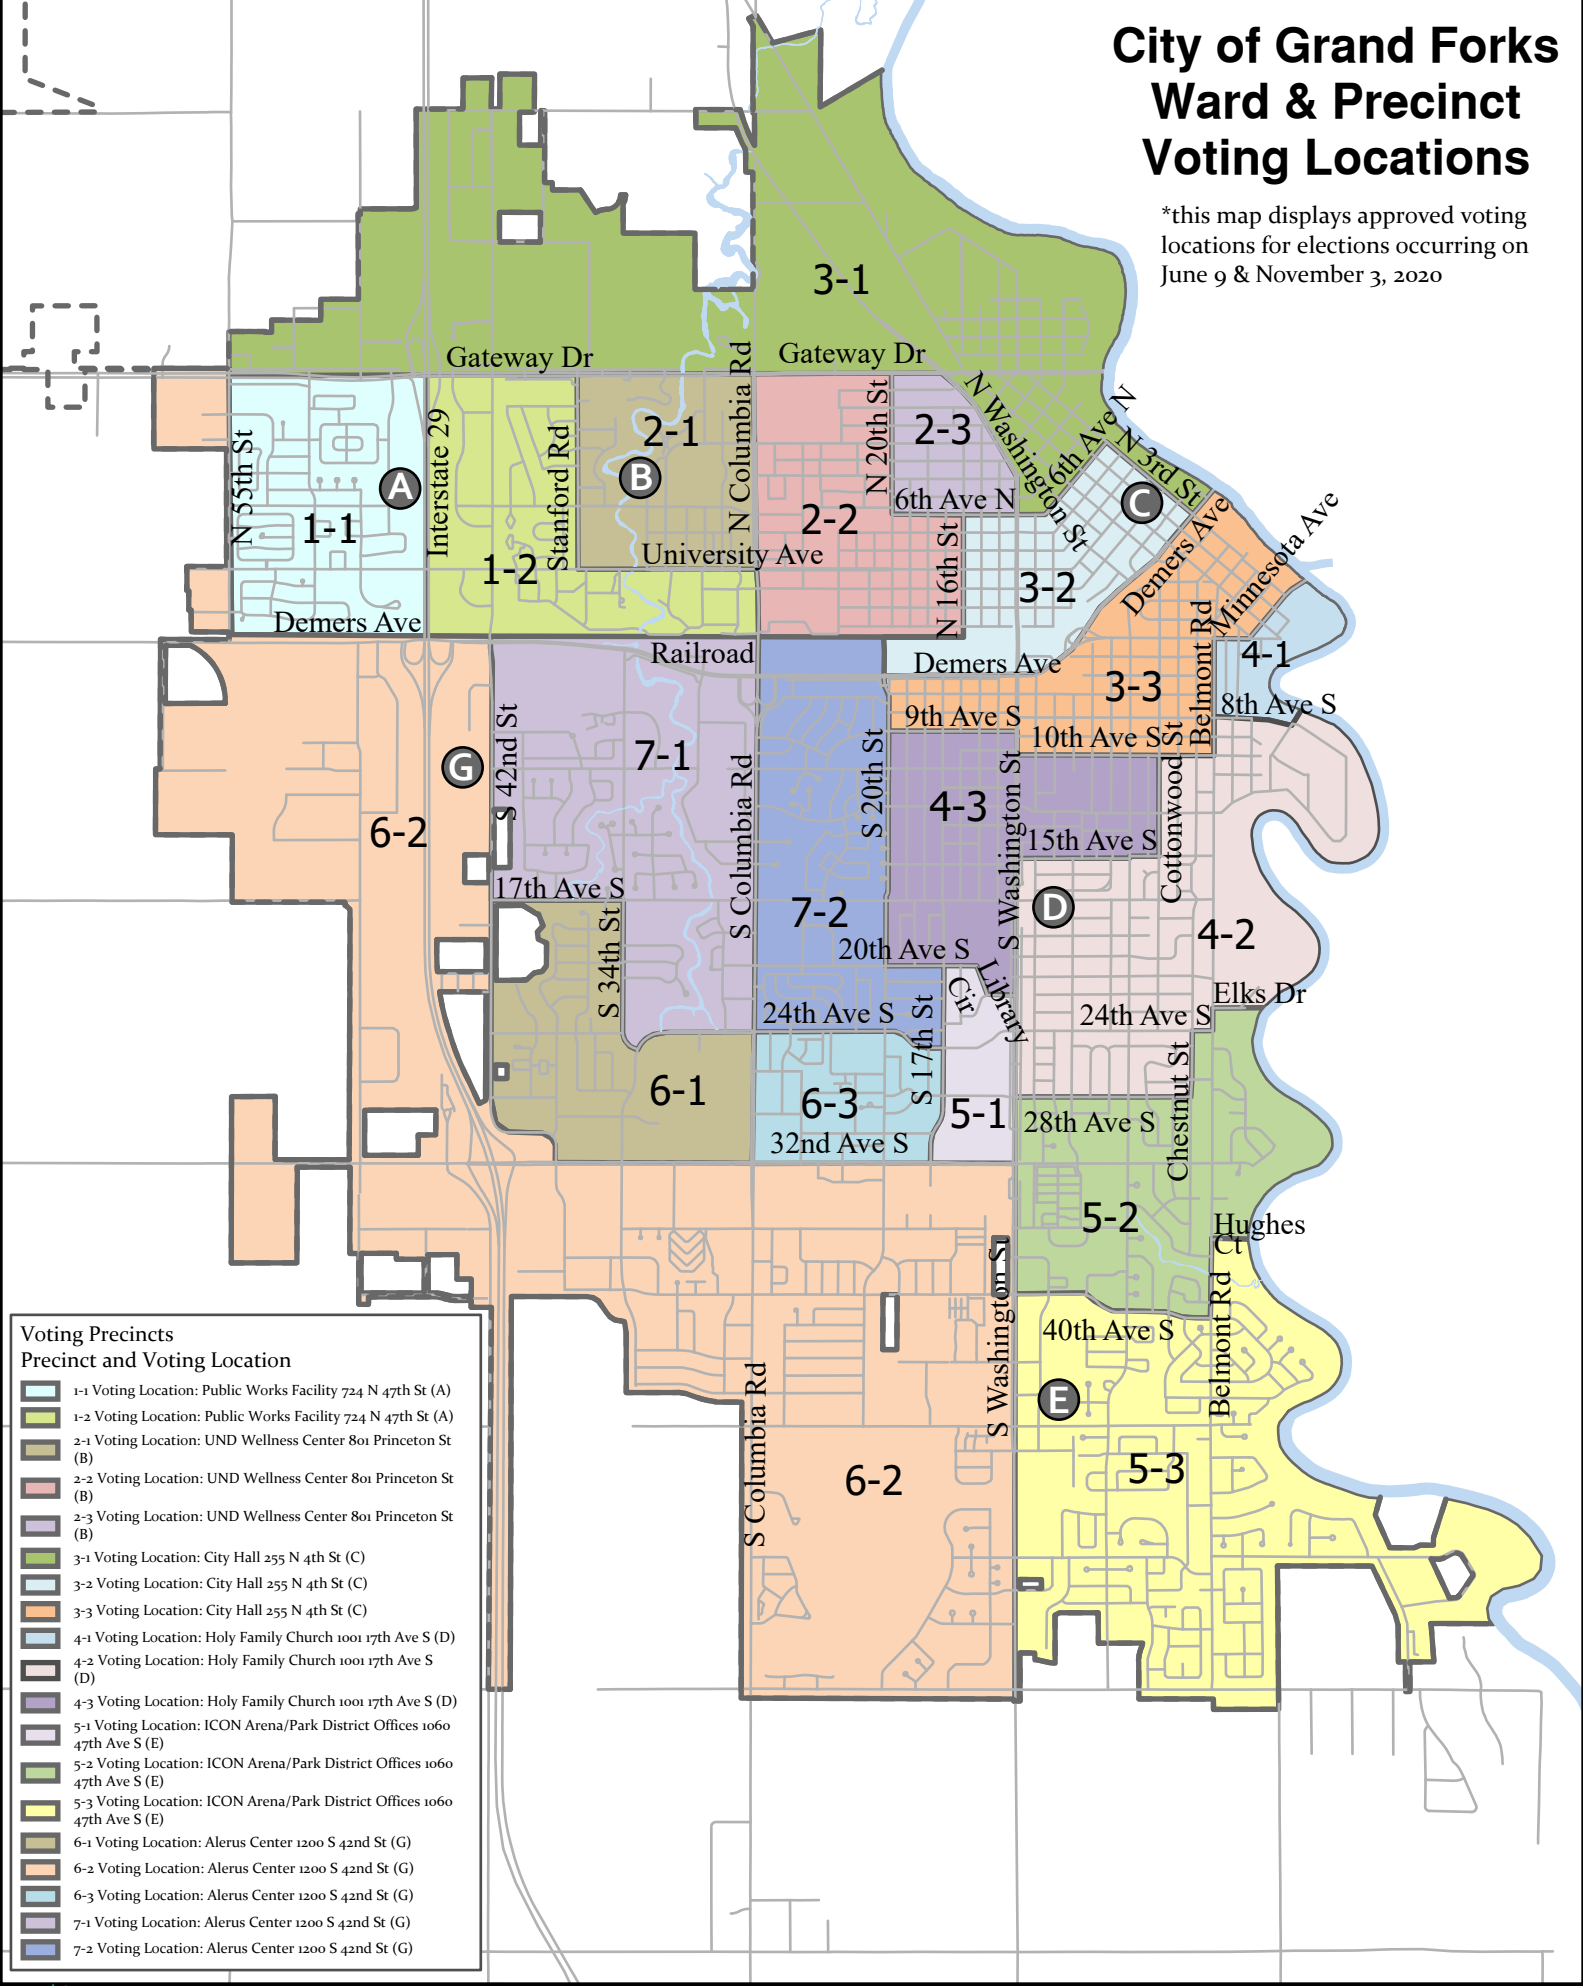 City of Grand Forks
Ward & Precinct
Voting Locations
*this map displays approved voting
locations for elections occurring on
June 9 & November 3, 2020
3-1
Gateway Dr
Gateway Dr
N 55th St
A
1-1
Interstate 29
1-2
Stanford Rd
2-1
B
N Columbia Rd
University Ave
2-2
N 20th St
2-3
6th Ave N
N Washington St
6th Ave N
N 3rd St
C
N 16th St
3-2
Demers Ave
Minnesota Ave
Demers Ave
Railroad
Demers Ave
3-3
Belmont Rd
4-1
8th Ave S
9th Ave S
10th Ave S
G
S 42nd St
7-1
S Columbia Rd
S 20th St
4-3
S Washington St
15th Ave S
Cottonwood St
6-2
17th Ave S
7-2
D
4-2
S 34th St
20th Ave S
Library
Cir
24th Ave S
S 17th St
24th Ave S
Elks Dr
6-1
6-3
5-1
32nd Ave S
28th Ave S
Chestnut St
5-2
Hughes
Ct
S Washington St
40th Ave S
Belmont Rd
E
S Columbia Rd
6-2
5-3
Voting Precincts
Precinct and Voting Location
1-1 Voting Location: Public Works Facility 724 N 47th St (A)
1-2 Voting Location: Public Works Facility 724 N 47th St (A)
2-1 Voting Location: UND Wellness Center 801 Princeton St
(B)
2-2 Voting Location: UND Wellness Center 801 Princeton St
(B)
2-3 Voting Location: UND Wellness Center 801 Princeton St
(B)
3-1 Voting Location: City Hall 255 N 4th St (C)
3-2 Voting Location: City Hall 255 N 4th St (C)
3-3 Voting Location: City Hall 255 N 4th St (C)
4-1 Voting Location: Holy Family Church 1001 17th Ave S (D)
4-2 Voting Location: Holy Family Church 1001 17th Ave S
(D)
4-3 Voting Location: Holy Family Church 1001 17th Ave S (D)
5-1 Voting Location: ICON Arena/Park District Offices 1060
47th Ave S (E)
5-2 Voting Location: ICON Arena/Park District Offices 1060
47th Ave S (E)
5-3 Voting Location: ICON Arena/Park District Offices 1060
47th Ave S (E)
6-1 Voting Location: Alerus Center 1200 S 42nd St (G)
6-2 Voting Location: Alerus Center 1200 S 42nd St (G)
6-3 Voting Location: Alerus Center 1200 S 42nd St (G)
7-1 Voting Location: Alerus Center 1200 S 42nd St (G)
7-2 Voting Location: Alerus Center 1200 S 42nd St (G)